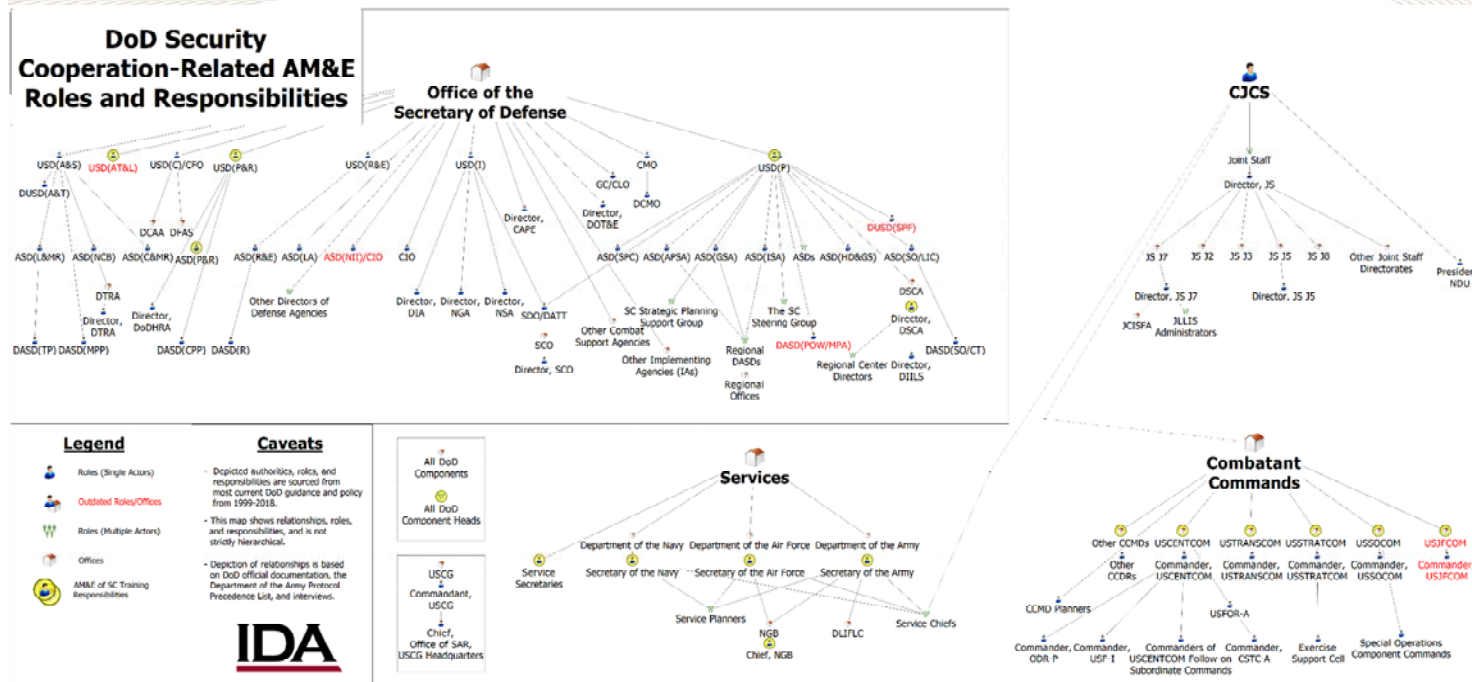 DoD Security
Cooperation-Related AM&E
Roles and Responsibilities
Office of the
Secretary of Defense
CJCS
USD(A&S)
USD(AT&L)
USD(C)/CFO
USD(P&R)
USD(R&E)
USD(I)
CMO
USD(P)
Joint Staff
DUSD(A&T)
GC/CLO
DCMO
Director, JS
DCAA
DFAS
Director,
CAPE
Director,
DOT&E
DUSD(SPF)
ASD(L&MR)
ASD(NCB)
ASD(C&MR)
ASD(P&R)
ASD(R&E)
ASD(LA)
ASD(NII)/CIO
CIO
ASD(SPC)
ASD(APSA)
ASD(GSA)
ASD(ISA)
ASDs
ASD(HD&GS)
ASD(SO/LIC)
JS J7
JS J2
JS J3
JS J5
JS J8
Other Joint Staff
Directorates
President
NDU
DTRA
Director,
DTRA
Director,
DoDHRA
Other Directors of
Defense Agencies
Director,
DIA
Director,
NGA
Director,
NSA
SDO/DATT
SC Strategic Planning
Support Group
The SC
Steering Group
DSCA
Director,
DSCA
Director, JS J7
Director, JS J5
JCISFA
JLLIS
Administrators
DASD(TP)
DASD(MPP)
DASD(CPP)
DASD(R)
SCO
Director, SCO
Other Combat
Support Agencies
Other Implementing
Agencies (IAs)
Regional
DASDs
Regional
Offices
DASD(POW/MPA)
Regional Center
Directors
Director,
DIILS
DASD(SO/CT)
Legend
Roles (Single Actors)
Outdated Roles/Offices
Roles (Multiple Actors)
Offices
AM&E of SC Training
Responsibilities
Caveats
- Depicted authorities, roles, and
responsibilities are sourced from
most current DoD guidance and policy
from 1999-2018.
- This map shows relationships, roles,
and responsibilities, and is not
strictly hierarchical.
- Depiction of relationships is based
on DoD official documentation, the
Department of the Army Protocol
Precedence List, and interviews.
IDA
All DoD
Components
All DoD
Component Heads
USCG
Commandant,
USCG
Chief,
Office of SAR,
USCG Headquarters
Services
Department of the Navy
Department of the Air Force
Department of the Army
Service
Secretaries
Secretary of the Navy
Secretary of the Air Force
Secretary of the Army
Service Planners
NGB
Chief, NGB
DLIFLC
Service Chiefs
Combatant
Commands
Other CCMDs
USCENTCOM
USTRANSCOM
USSTRATCOM
USSOCOM
USJFCOM
Other
CCDRs
Commander,
USCENTCOM
Commander,
USTRANSCOM
Commander,
USSTRATCOM
Commander,
USSOCOM
Commander,
USJFCOM
CCMD Planners
USFOR-A
Commander,
Commander,
USF-I
Commanders of
USCENTCOM Follow on
Subordinate Commands
Commander,
CSTC-A
Exercise
Support Cell
Special Operations
Component Commands